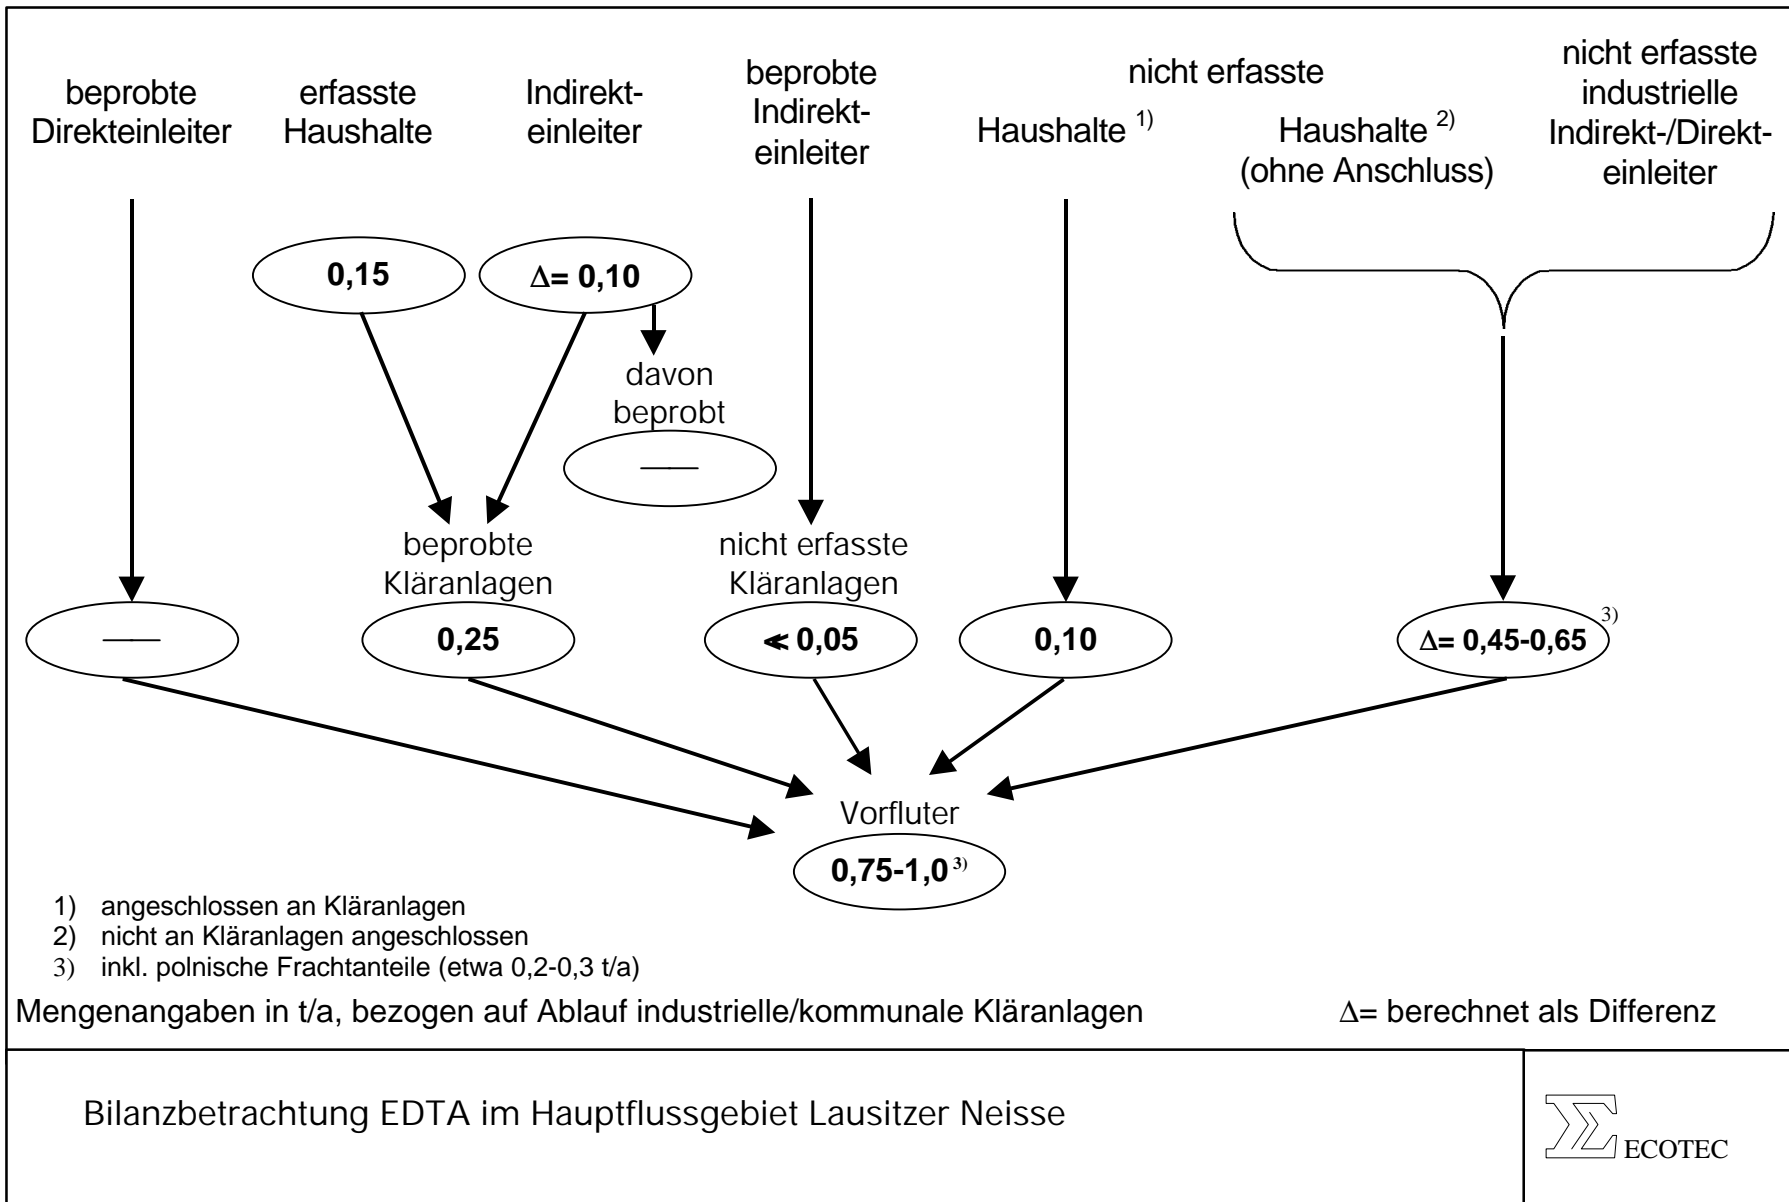 beprobte
Direkteinleiter
erfasste
Haushalte
Indirekt-
einleiter
beprobte
Indirekt-
einleiter
nicht erfasste
Haushalte 1)
Haushalte 2)
(ohne Anschluss)
nicht erfasste
industrielle
Indirekt-/Direkt-
einleiter
0,15
Δ= 0,10
davon
beprobt
—
beprobte
Kläranlagen
nicht erfasste
Kläranlagen
—
0,25
≪ 0,05
0,10
Δ= 0,45-0,65 3)
Vorfluter
0,75-1,0 3)
1) angeschlossen an Kläranlagen
2) nicht an Kläranlagen angeschlossen
3) inkl. polnische Frachtanteile (etwa 0,2-0,3 t/a)
Mengenangaben in t/a, bezogen auf Ablauf industrielle/kommunale Kläranlagen
Δ= berechnet als Differenz
Bilanzbetrachtung EDTA im Hauptflussgebiet Lausitzer Neisse
Σ ECOTEC